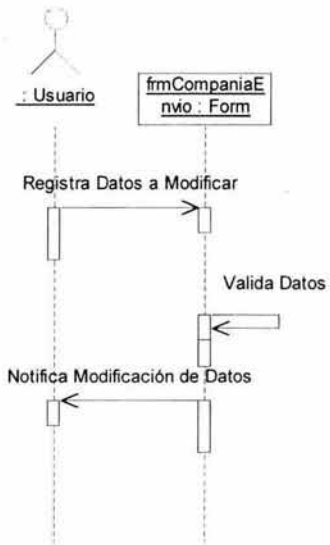 : Usuario
frmCompaniaE
nvio : Form
Registra Datos a Modificar
Valida Datos
Notifica Modificación de Datos